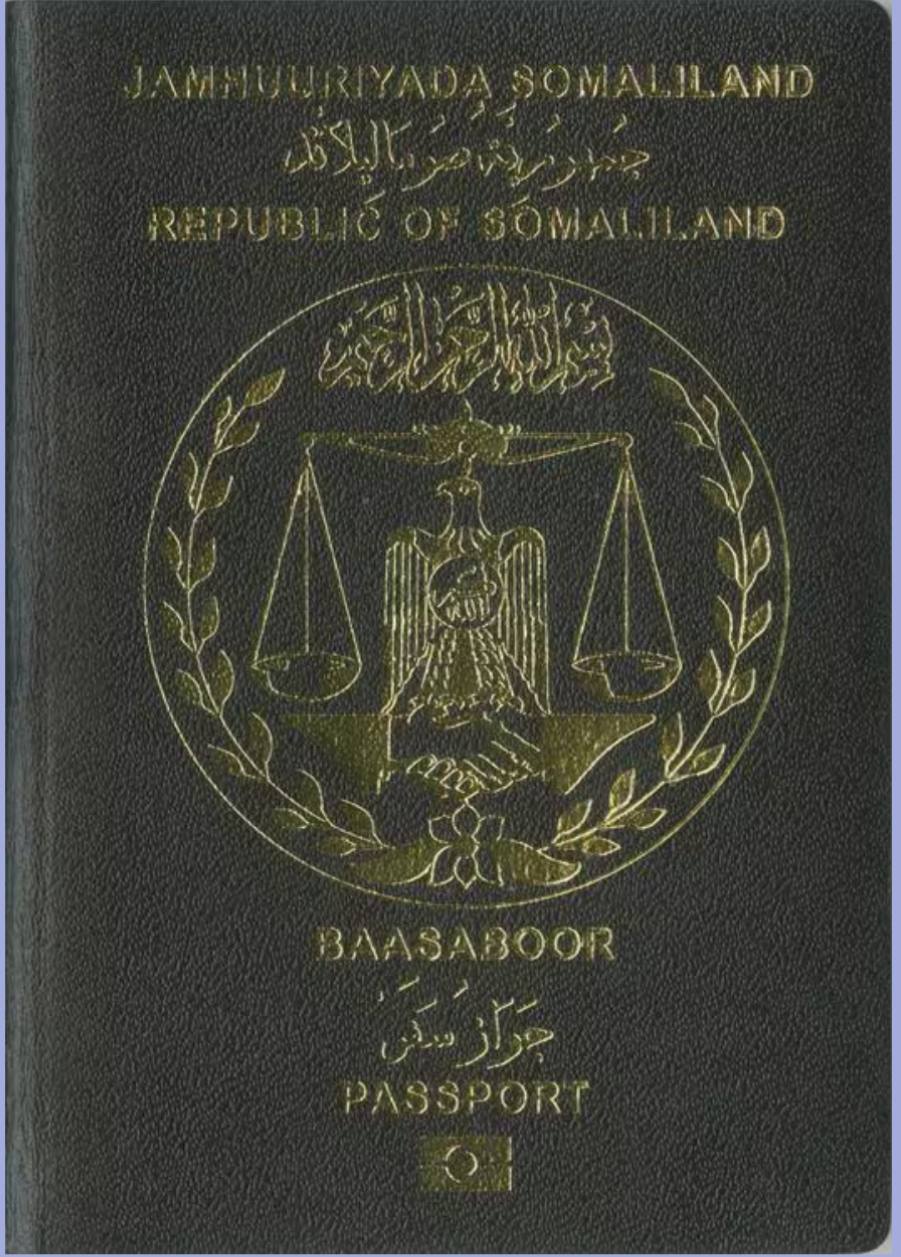 JAMHUURIYADA SOMALILAND
جمهورية صوماليلاند
REPUBLIC OF SOMALILAND
بسم الله الرحمن الرحيم
BAASABOOR
جواز سفر
PASSPORT